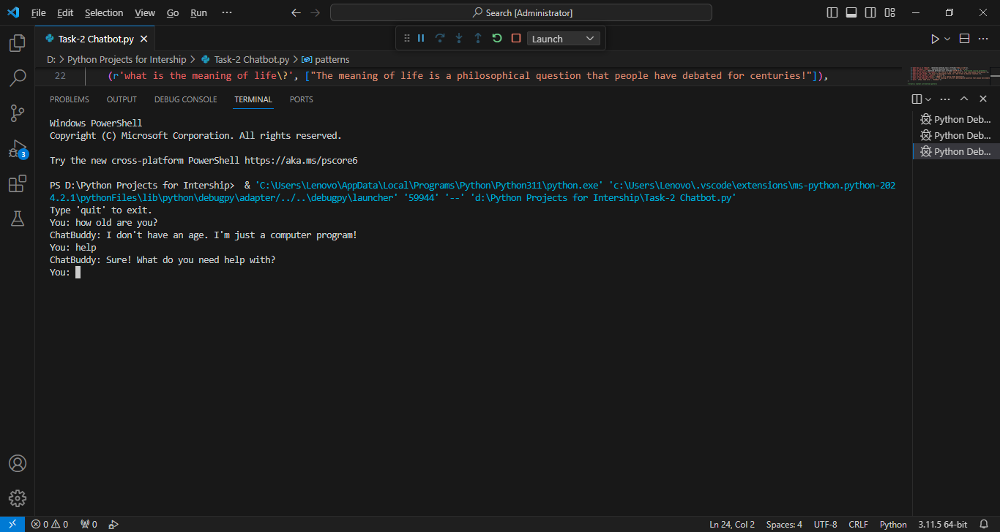 File Edit Selection View Go Run ··· Search [Administrator]
Task-2 Chatbot.py
Launch
D: > Python Projects for Intership > Task-2 Chatbot.py > patterns
22 (r'what is the meaning of life\?', ["The meaning of life is a philosophical question that people have debated for centuries!"]),
PROBLEMS OUTPUT DEBUG CONSOLE TERMINAL PORTS
Windows PowerShell
Copyright (C) Microsoft Corporation. All rights reserved.
Try the new cross-platform PowerShell https://aka.ms/pscore6
PS D:\Python Projects for Intership>  & 'C:\Users\Lenovo\AppData\Local\Programs\Python\Python311\python.exe' 'c:\Users\Lenovo\.vscode\extensions\ms-python.python-202
4.2.1\pythonFiles\lib\python\debugpy\adapter/../..\debugpy\launcher' '59944' '--' 'd:\Python Projects for Intership\Task-2 Chatbot.py'
Type 'quit' to exit.
You: how old are you?
ChatBuddy: I don't have an age. I'm just a computer program!
You: help
ChatBuddy: Sure! What do you need help with?
You:
Python Deb...
Python Deb...
Python Deb...
3
0 0 0 Ln 24, Col 2 Spaces: 4 UTF-8 CRLF Python 3.11.5 64-bit